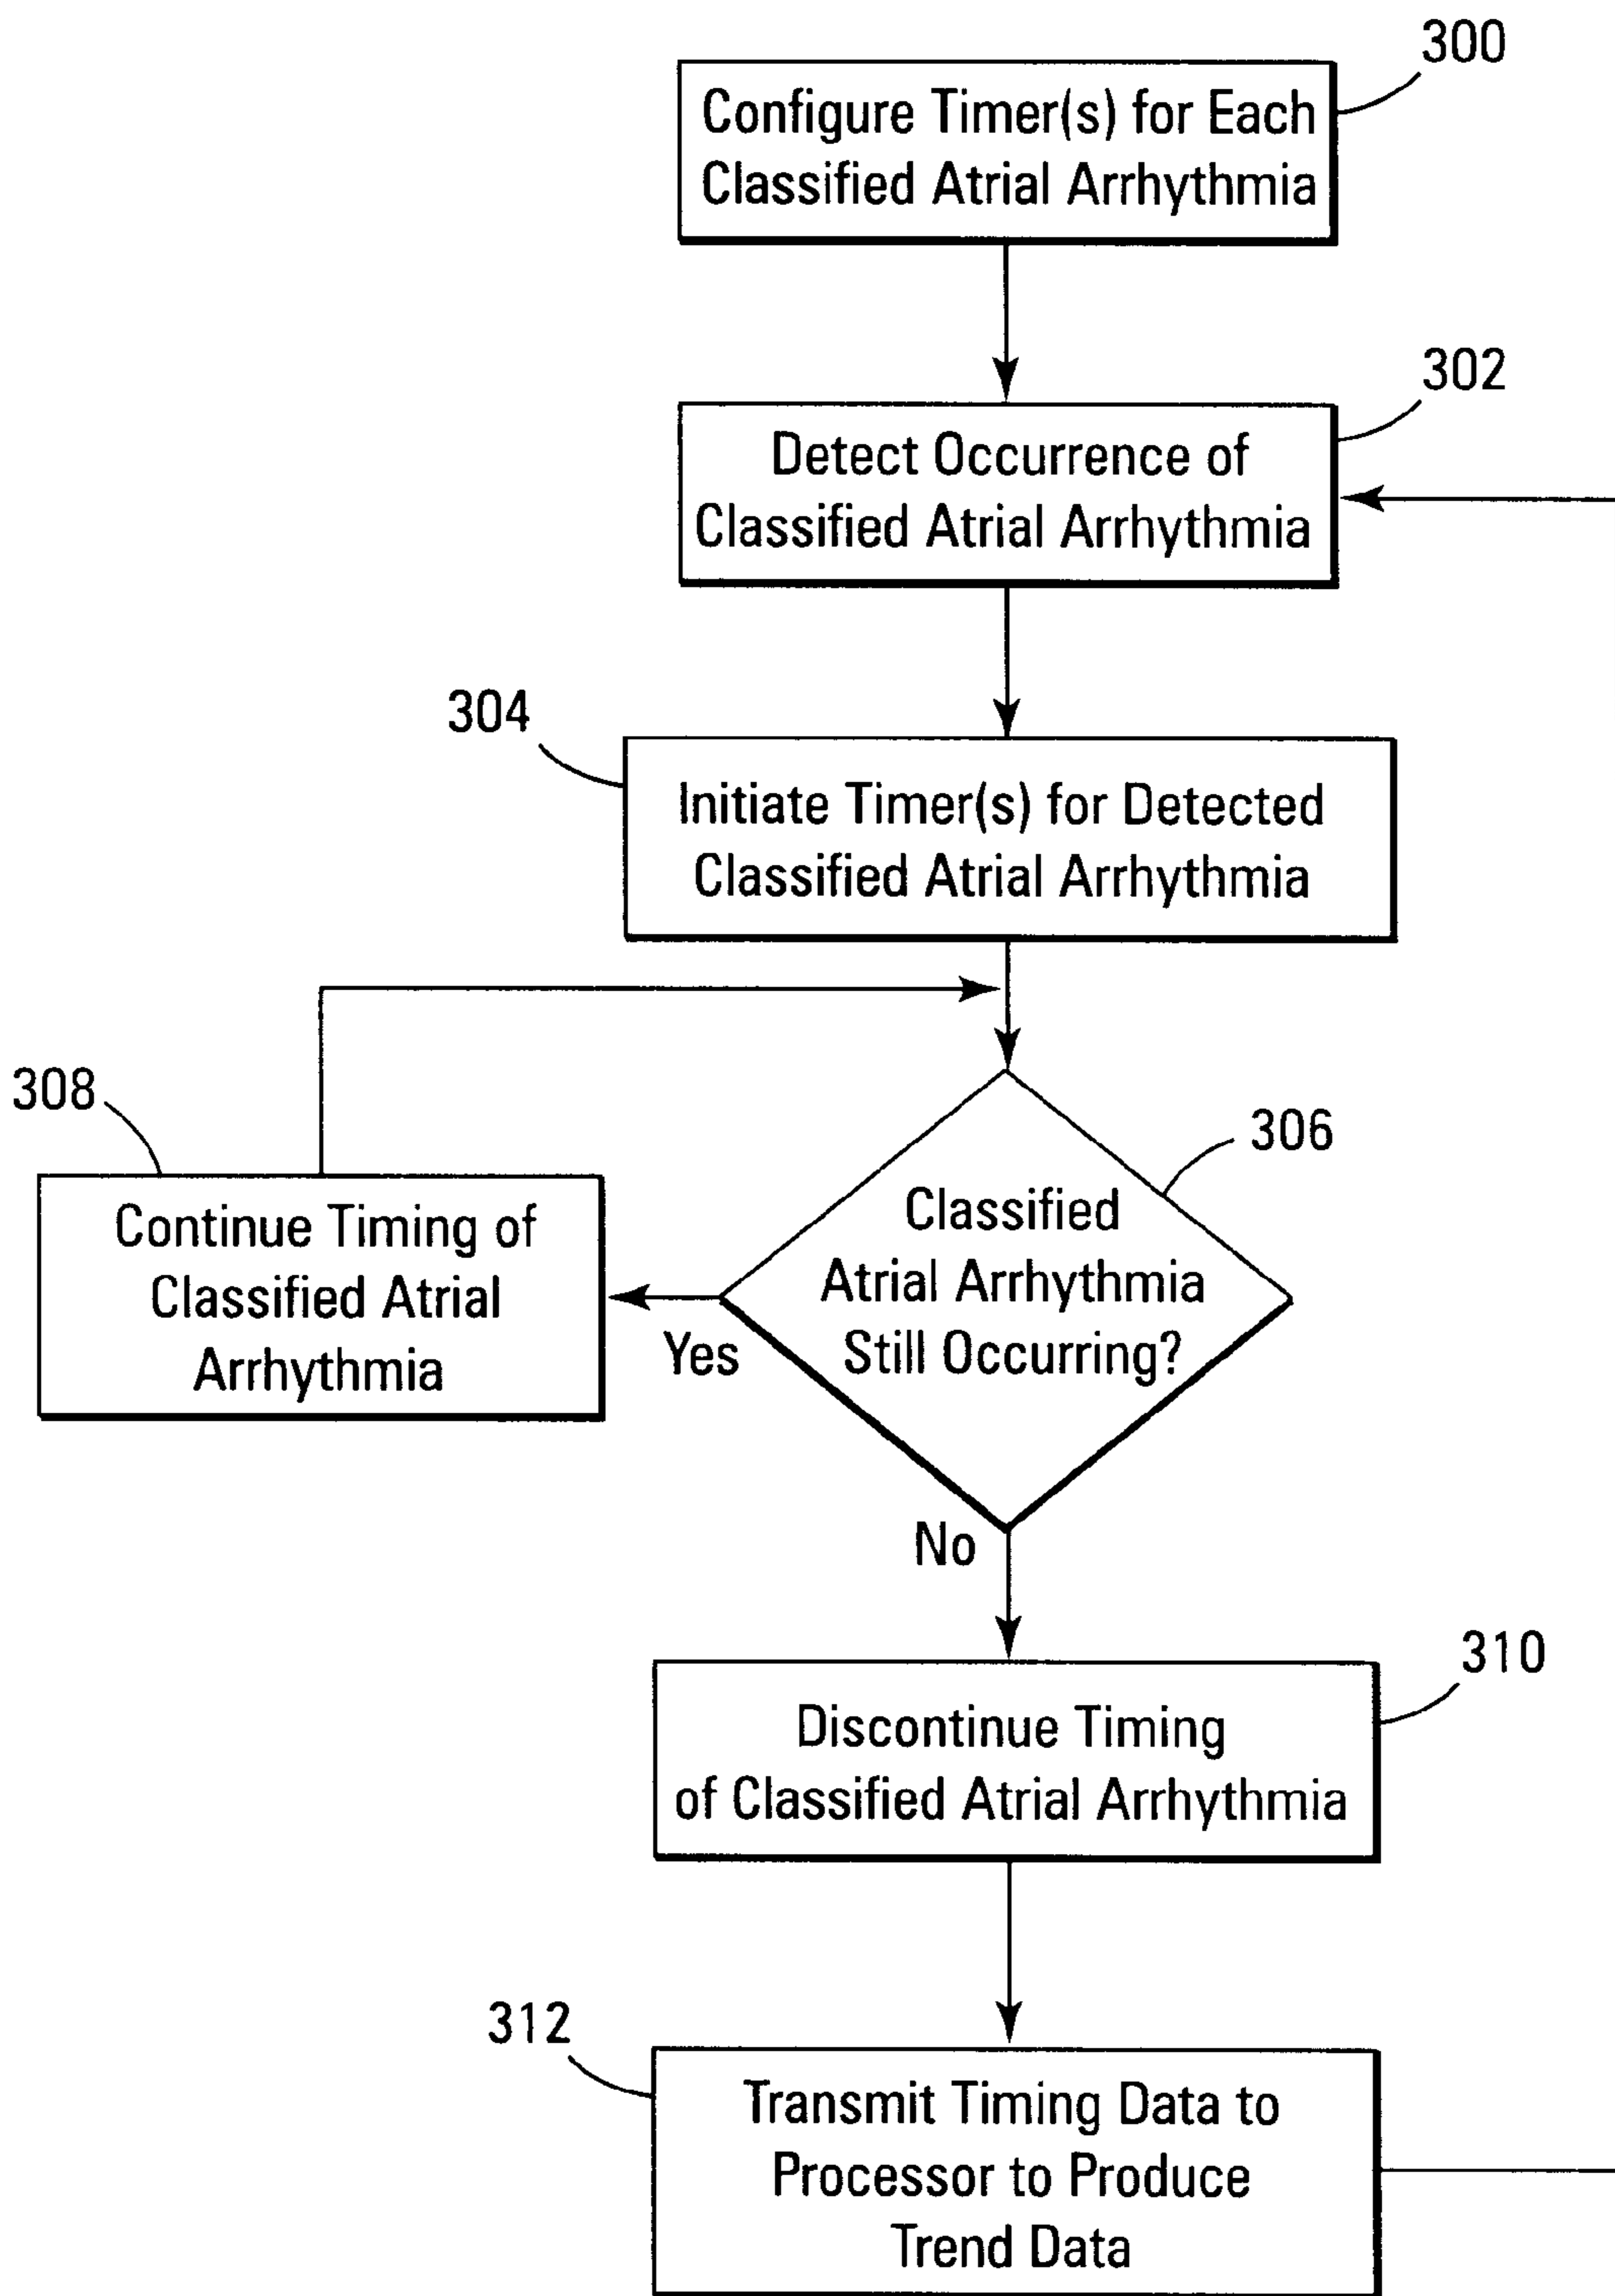 300
Configure Timer(s) for Each
Classified Atrial Arrhythmia
302
Detect Occurrence of
Classified Atrial Arrhythmia
304
Initiate Timer(s) for Detected
Classified Atrial Arrhythmia
308
306
Continue Timing of
Classified Atrial
Arrhythmia
Classified
Atrial Arrhythmia
Still Occurring?
Yes
No
310
Discontinue Timing
of Classified Atrial Arrhythmia
312
Transmit Timing Data to
Processor to Produce
Trend Data